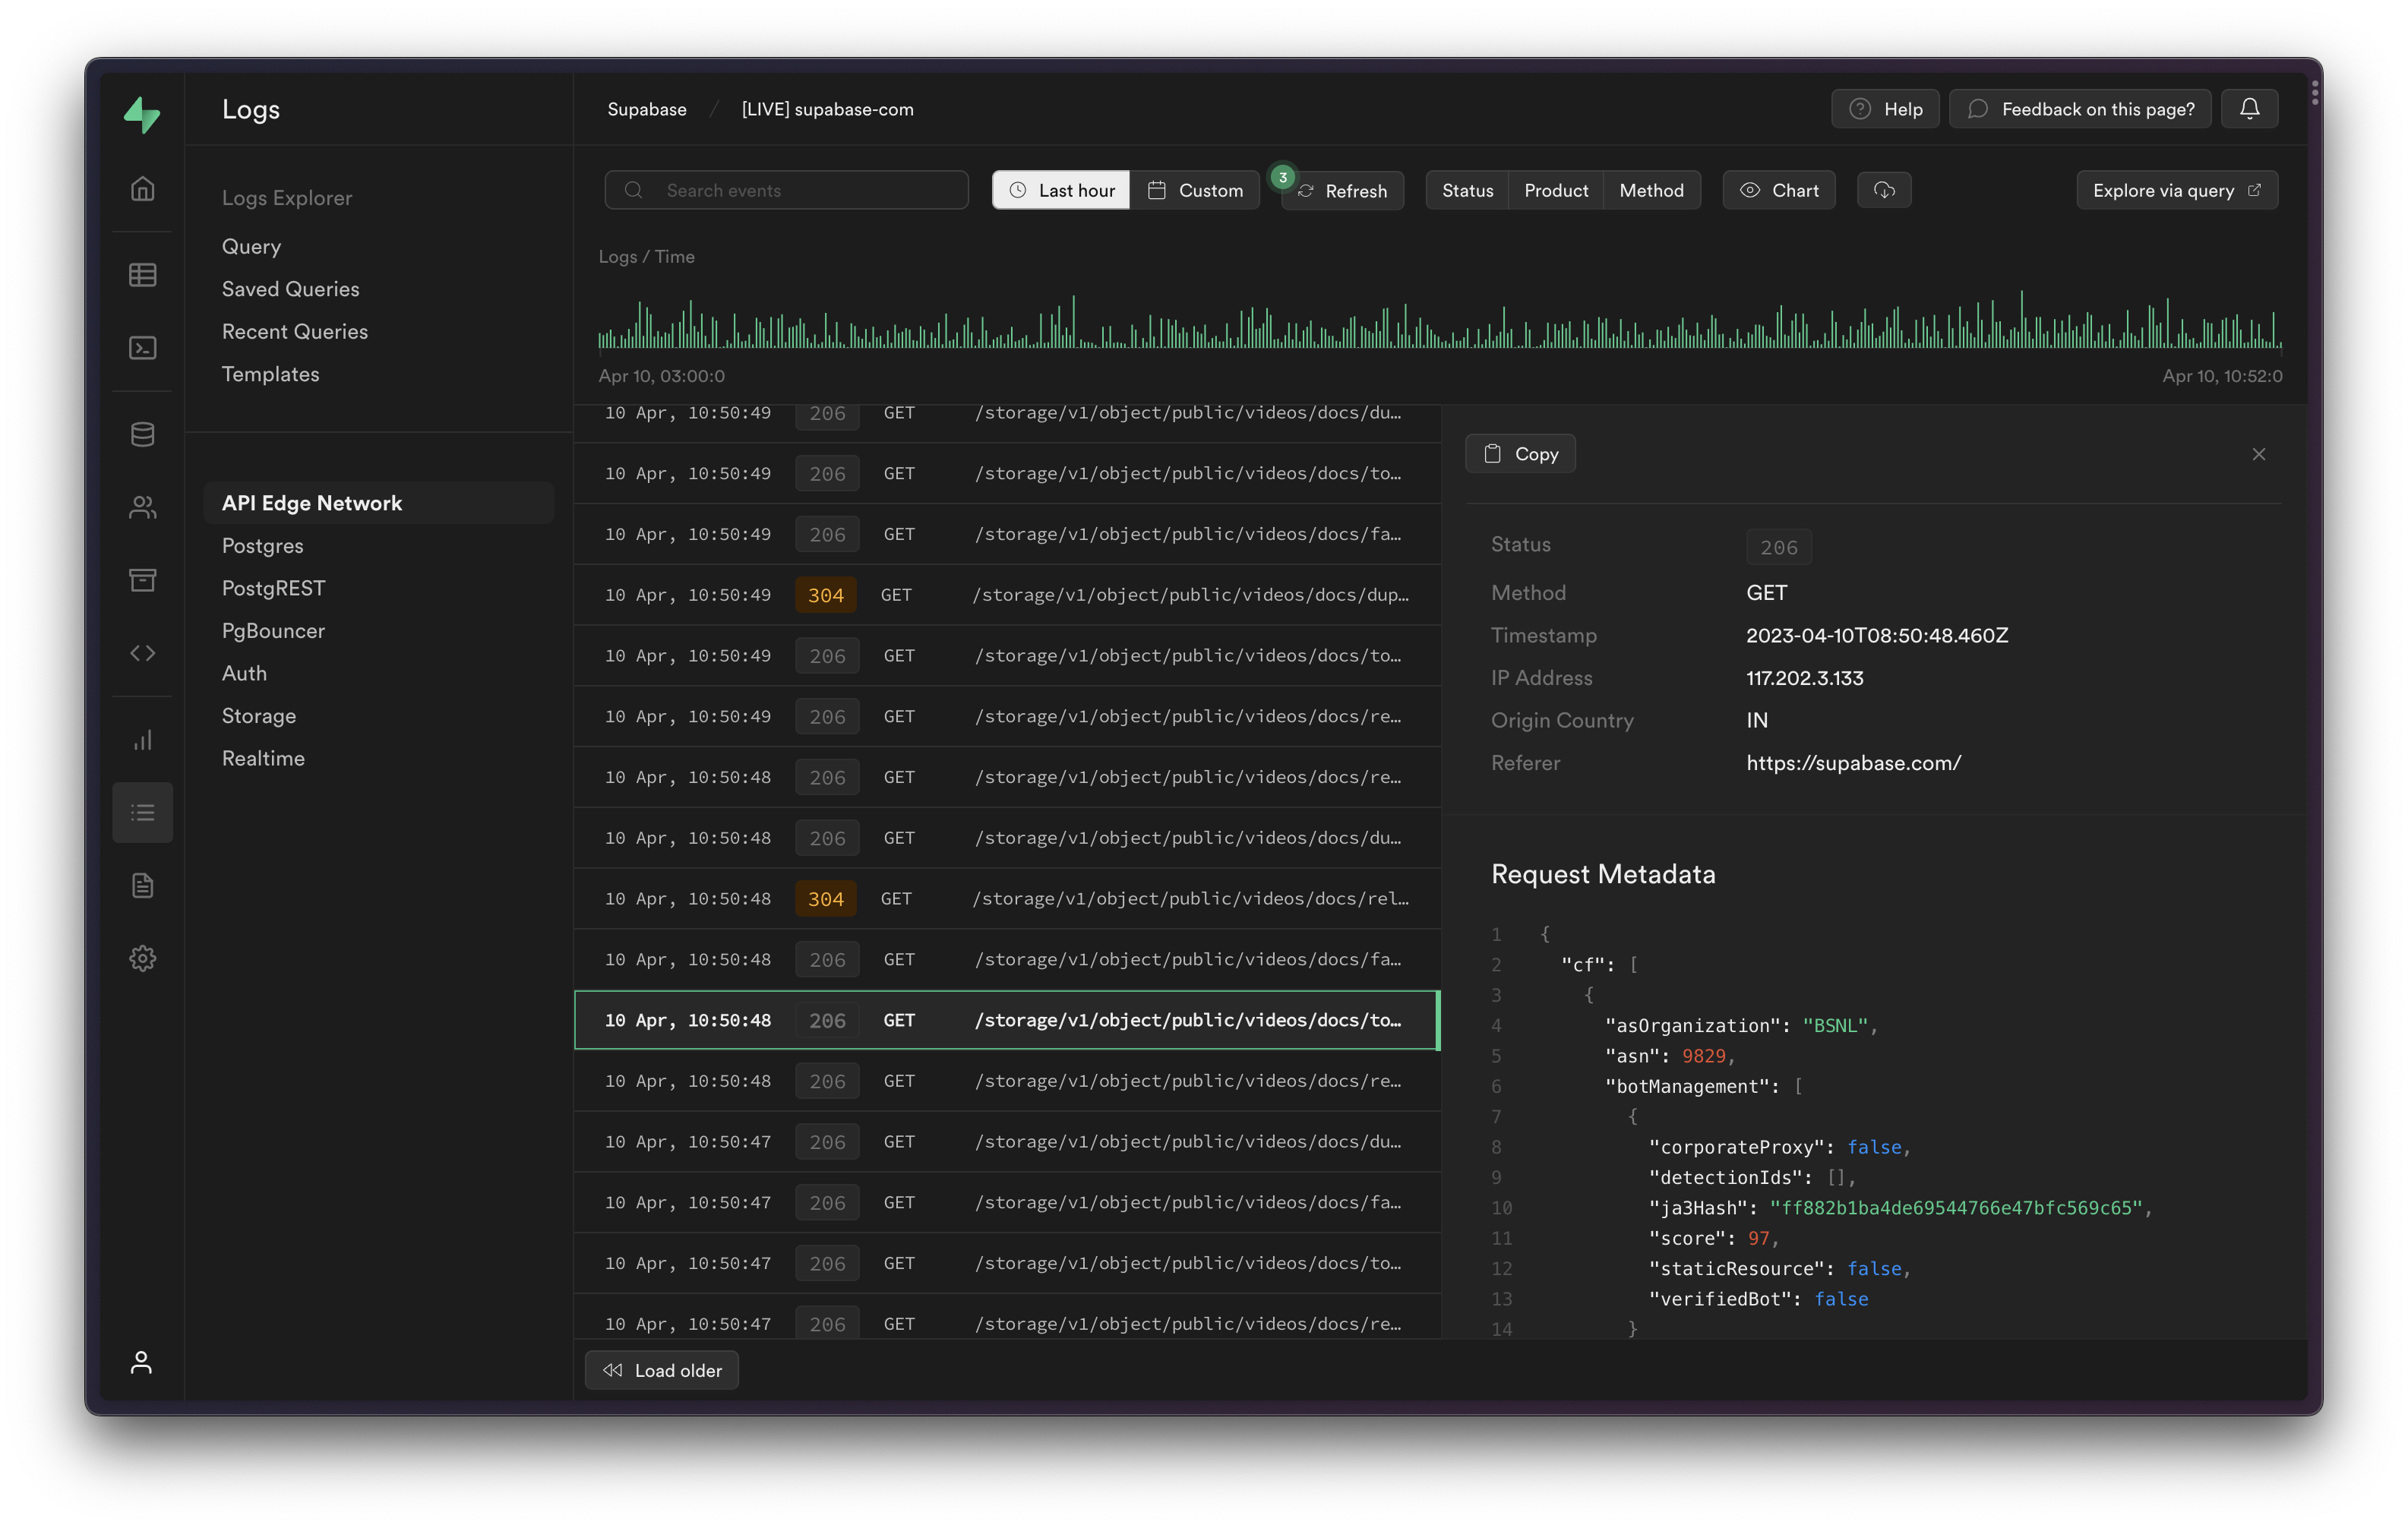 Logs
Supabase / [LIVE] supabase-com
Help
Feedback on this page?
Logs Explorer
Query
Saved Queries
Recent Queries
Templates
API Edge Network
Postgres
PostgREST
PgBouncer
Auth
Storage
Realtime
Search events
Last hour
Custom
3
Refresh
Status
Product
Method
Chart
Explore via query
Logs / Time
Apr 10, 03:00:0
Apr 10, 10:52:0
10 Apr, 10:50:49 206 GET /storage/v1/object/public/videos/docs/du…
10 Apr, 10:50:49 206 GET /storage/v1/object/public/videos/docs/to…
10 Apr, 10:50:49 206 GET /storage/v1/object/public/videos/docs/fa…
10 Apr, 10:50:49 304 GET /storage/v1/object/public/videos/docs/dup…
10 Apr, 10:50:49 206 GET /storage/v1/object/public/videos/docs/to…
10 Apr, 10:50:49 206 GET /storage/v1/object/public/videos/docs/re…
10 Apr, 10:50:48 206 GET /storage/v1/object/public/videos/docs/re…
10 Apr, 10:50:48 206 GET /storage/v1/object/public/videos/docs/du…
10 Apr, 10:50:48 304 GET /storage/v1/object/public/videos/docs/rel…
10 Apr, 10:50:48 206 GET /storage/v1/object/public/videos/docs/fa…
10 Apr, 10:50:48 206 GET /storage/v1/object/public/videos/docs/to…
10 Apr, 10:50:48 206 GET /storage/v1/object/public/videos/docs/re…
10 Apr, 10:50:47 206 GET /storage/v1/object/public/videos/docs/du…
10 Apr, 10:50:47 206 GET /storage/v1/object/public/videos/docs/fa…
10 Apr, 10:50:47 206 GET /storage/v1/object/public/videos/docs/to…
10 Apr, 10:50:47 206 GET /storage/v1/object/public/videos/docs/re…
Load older
Copy
Status 206
Method GET
Timestamp 2023-04-10T08:50:48.460Z
IP Address 117.202.3.133
Origin Country IN
Referer https://supabase.com/
Request Metadata
1 {
2 "cf": [
3 {
4 "asOrganization": "BSNL",
5 "asn": 9829,
6 "botManagement": [
7 {
8 "corporateProxy": false,
9 "detectionIds": [],
10 "ja3Hash": "ff882b1ba4de69544766e47bfc569c65",
11 "score": 97,
12 "staticResource": false,
13 "verifiedBot": false
14 }